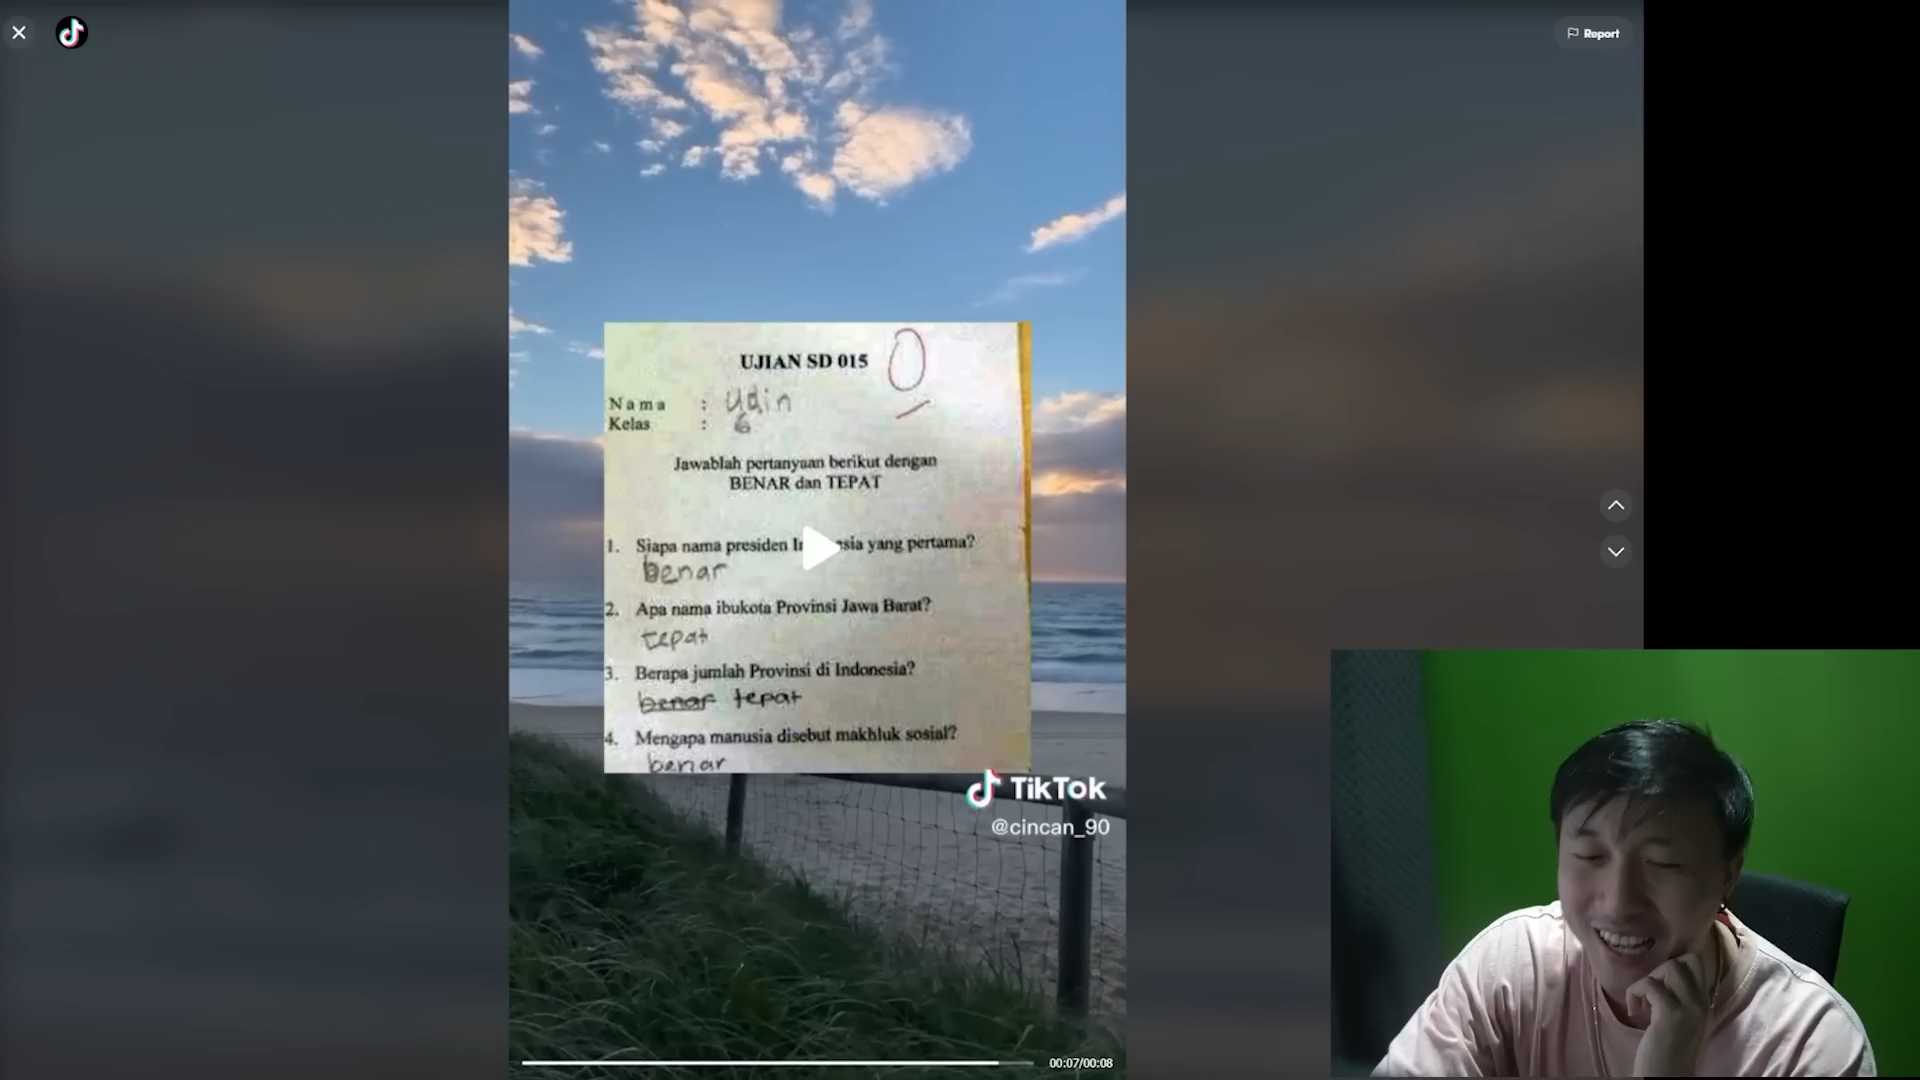 Report
UJIAN SD 015
0
Nama : Udin
Kelas : 6
Jawablah pertanyaan berikut dengan
BENAR dan TEPAT
1. Siapa nama presiden Indonesia yang pertama?
benar
2. Apa nama ibukota Provinsi Jawa Barat?
tepat
3. Berapa jumlah Provinsi di Indonesia?
benar tepat
4. Mengapa manusia disebut makhluk sosial?
benar
TikTok
@cincan_90
00:07/00:08